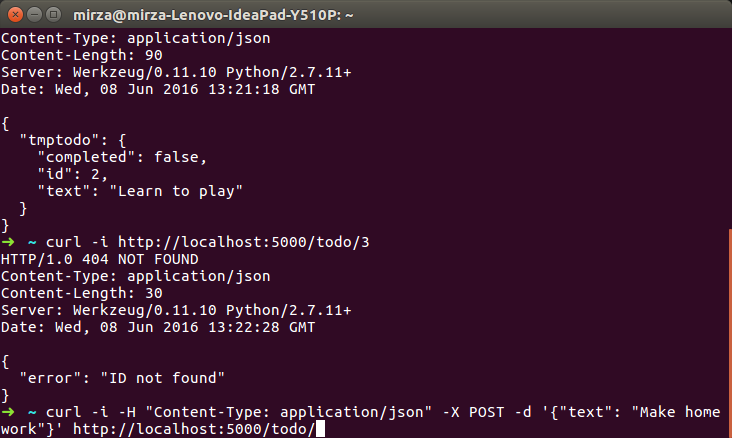 mirza@mirza-Lenovo-IdeaPad-Y510P: ~
Content-Type: application/json
Content-Length: 90
Server: Werkzeug/0.11.10 Python/2.7.11+
Date: Wed, 08 Jun 2016 13:21:18 GMT

{
  "tmptodo": {
    "completed": false,
    "id": 2,
    "text": "Learn to play"
  }
}
➜  ~ curl -i http://localhost:5000/todo/3
HTTP/1.0 404 NOT FOUND
Content-Type: application/json
Content-Length: 30
Server: Werkzeug/0.11.10 Python/2.7.11+
Date: Wed, 08 Jun 2016 13:22:28 GMT

{
  "error": "ID not found"
}
➜  ~ curl -i -H "Content-Type: application/json" -X POST -d '{"text": "Make home
work"}' http://localhost:5000/todo/